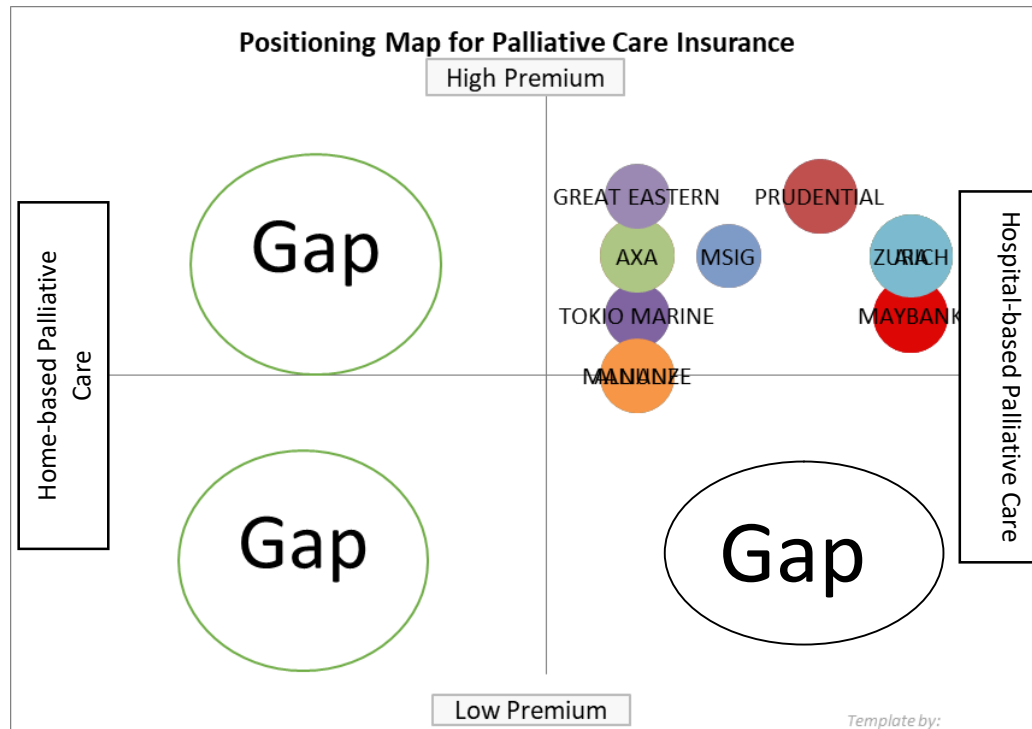 Positioning Map for Palliative Care Insurance
High Premium
Gap
GREAT EASTERN
PRUDENTIAL
AXA
MSIG
ZURICH
TOKIO MARINE
MAYBANK
Home-based Palliative
Care
Hospital-based Palliative Care
Gap
Gap
Low Premium
Template by: